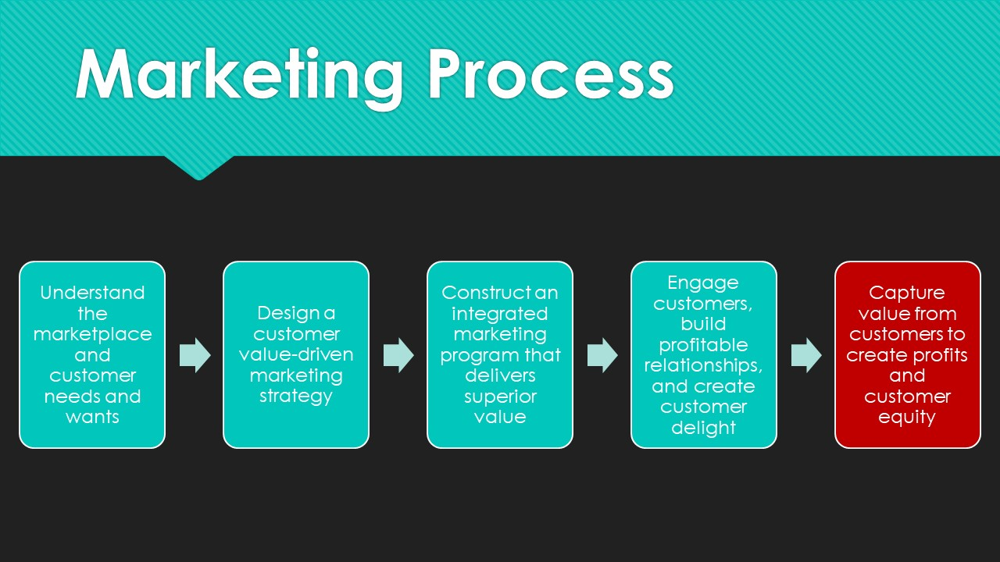 Marketing Process
Understand
the
marketplace
and
customer
needs and
wants
Design a
customer
value-driven
marketing
strategy
Construct an
integrated
marketing
program that
delivers
superior
value
Engage
customers,
build
profitable
relationships,
and create
customer
delight
Capture
value from
customers to
create profits
and
customer
equity